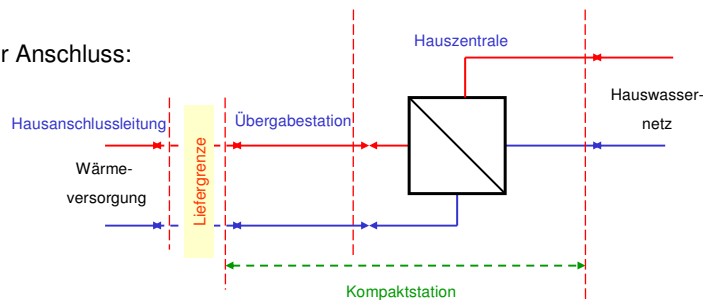 r Anschluss:
Hauszentrale
Hausanschlussleitung
Übergabestation
Hauswasser-
netz
Wärme-
versorgung
Liefergrenze
Kompaktstation